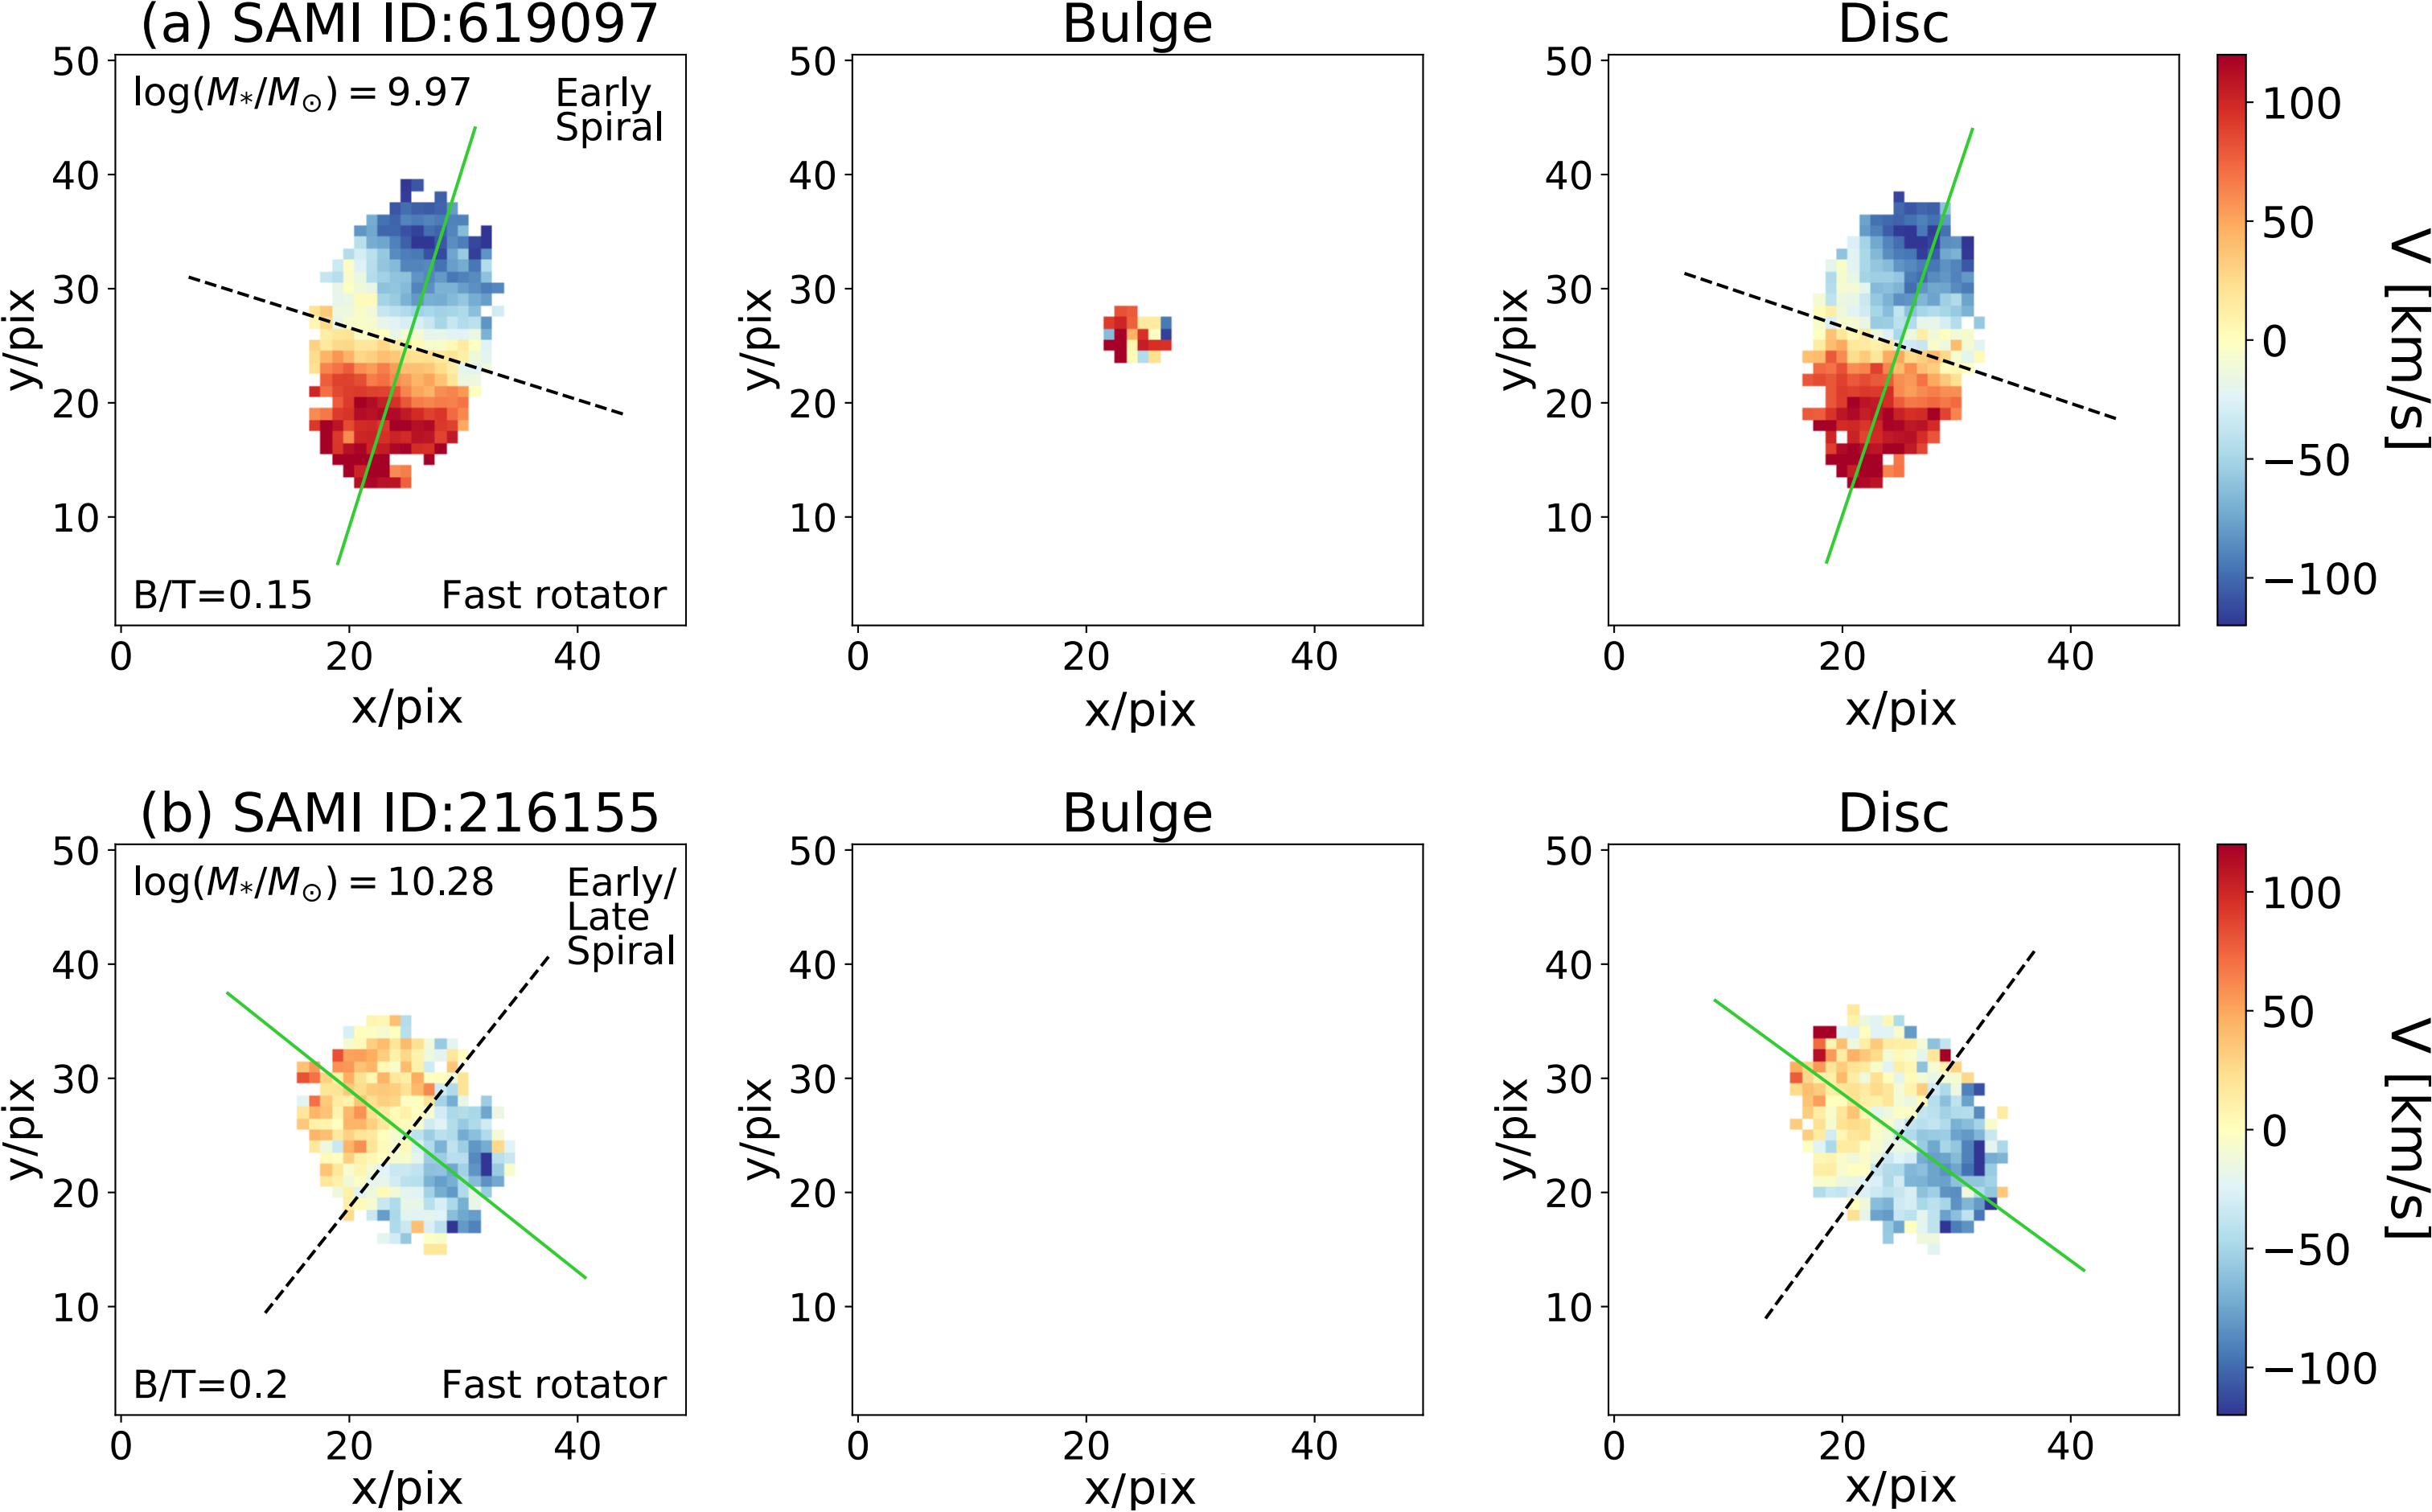 (a) SAMI ID:619097
Bulge
Disc
50
40
30
20
10
y/pix
log(M*/M⊙) = 9.97
Early
Spiral
B/T=0.15
Fast rotator
0
20
40
x/pix
50
40
30
20
10
y/pix
0
20
40
x/pix
50
40
30
20
10
y/pix
0
20
40
x/pix
100
50
0
−50
−100
V [km/s]
(b) SAMI ID:216155
Bulge
Disc
50
40
30
20
10
y/pix
log(M*/M⊙) = 10.28
Early/
Late
Spiral
B/T=0.2
Fast rotator
0
20
40
x/pix
50
40
30
20
10
y/pix
0
20
40
x/pix
50
40
30
20
10
y/pix
0
20
40
x/pix
100
50
0
−50
−100
V [km/s]